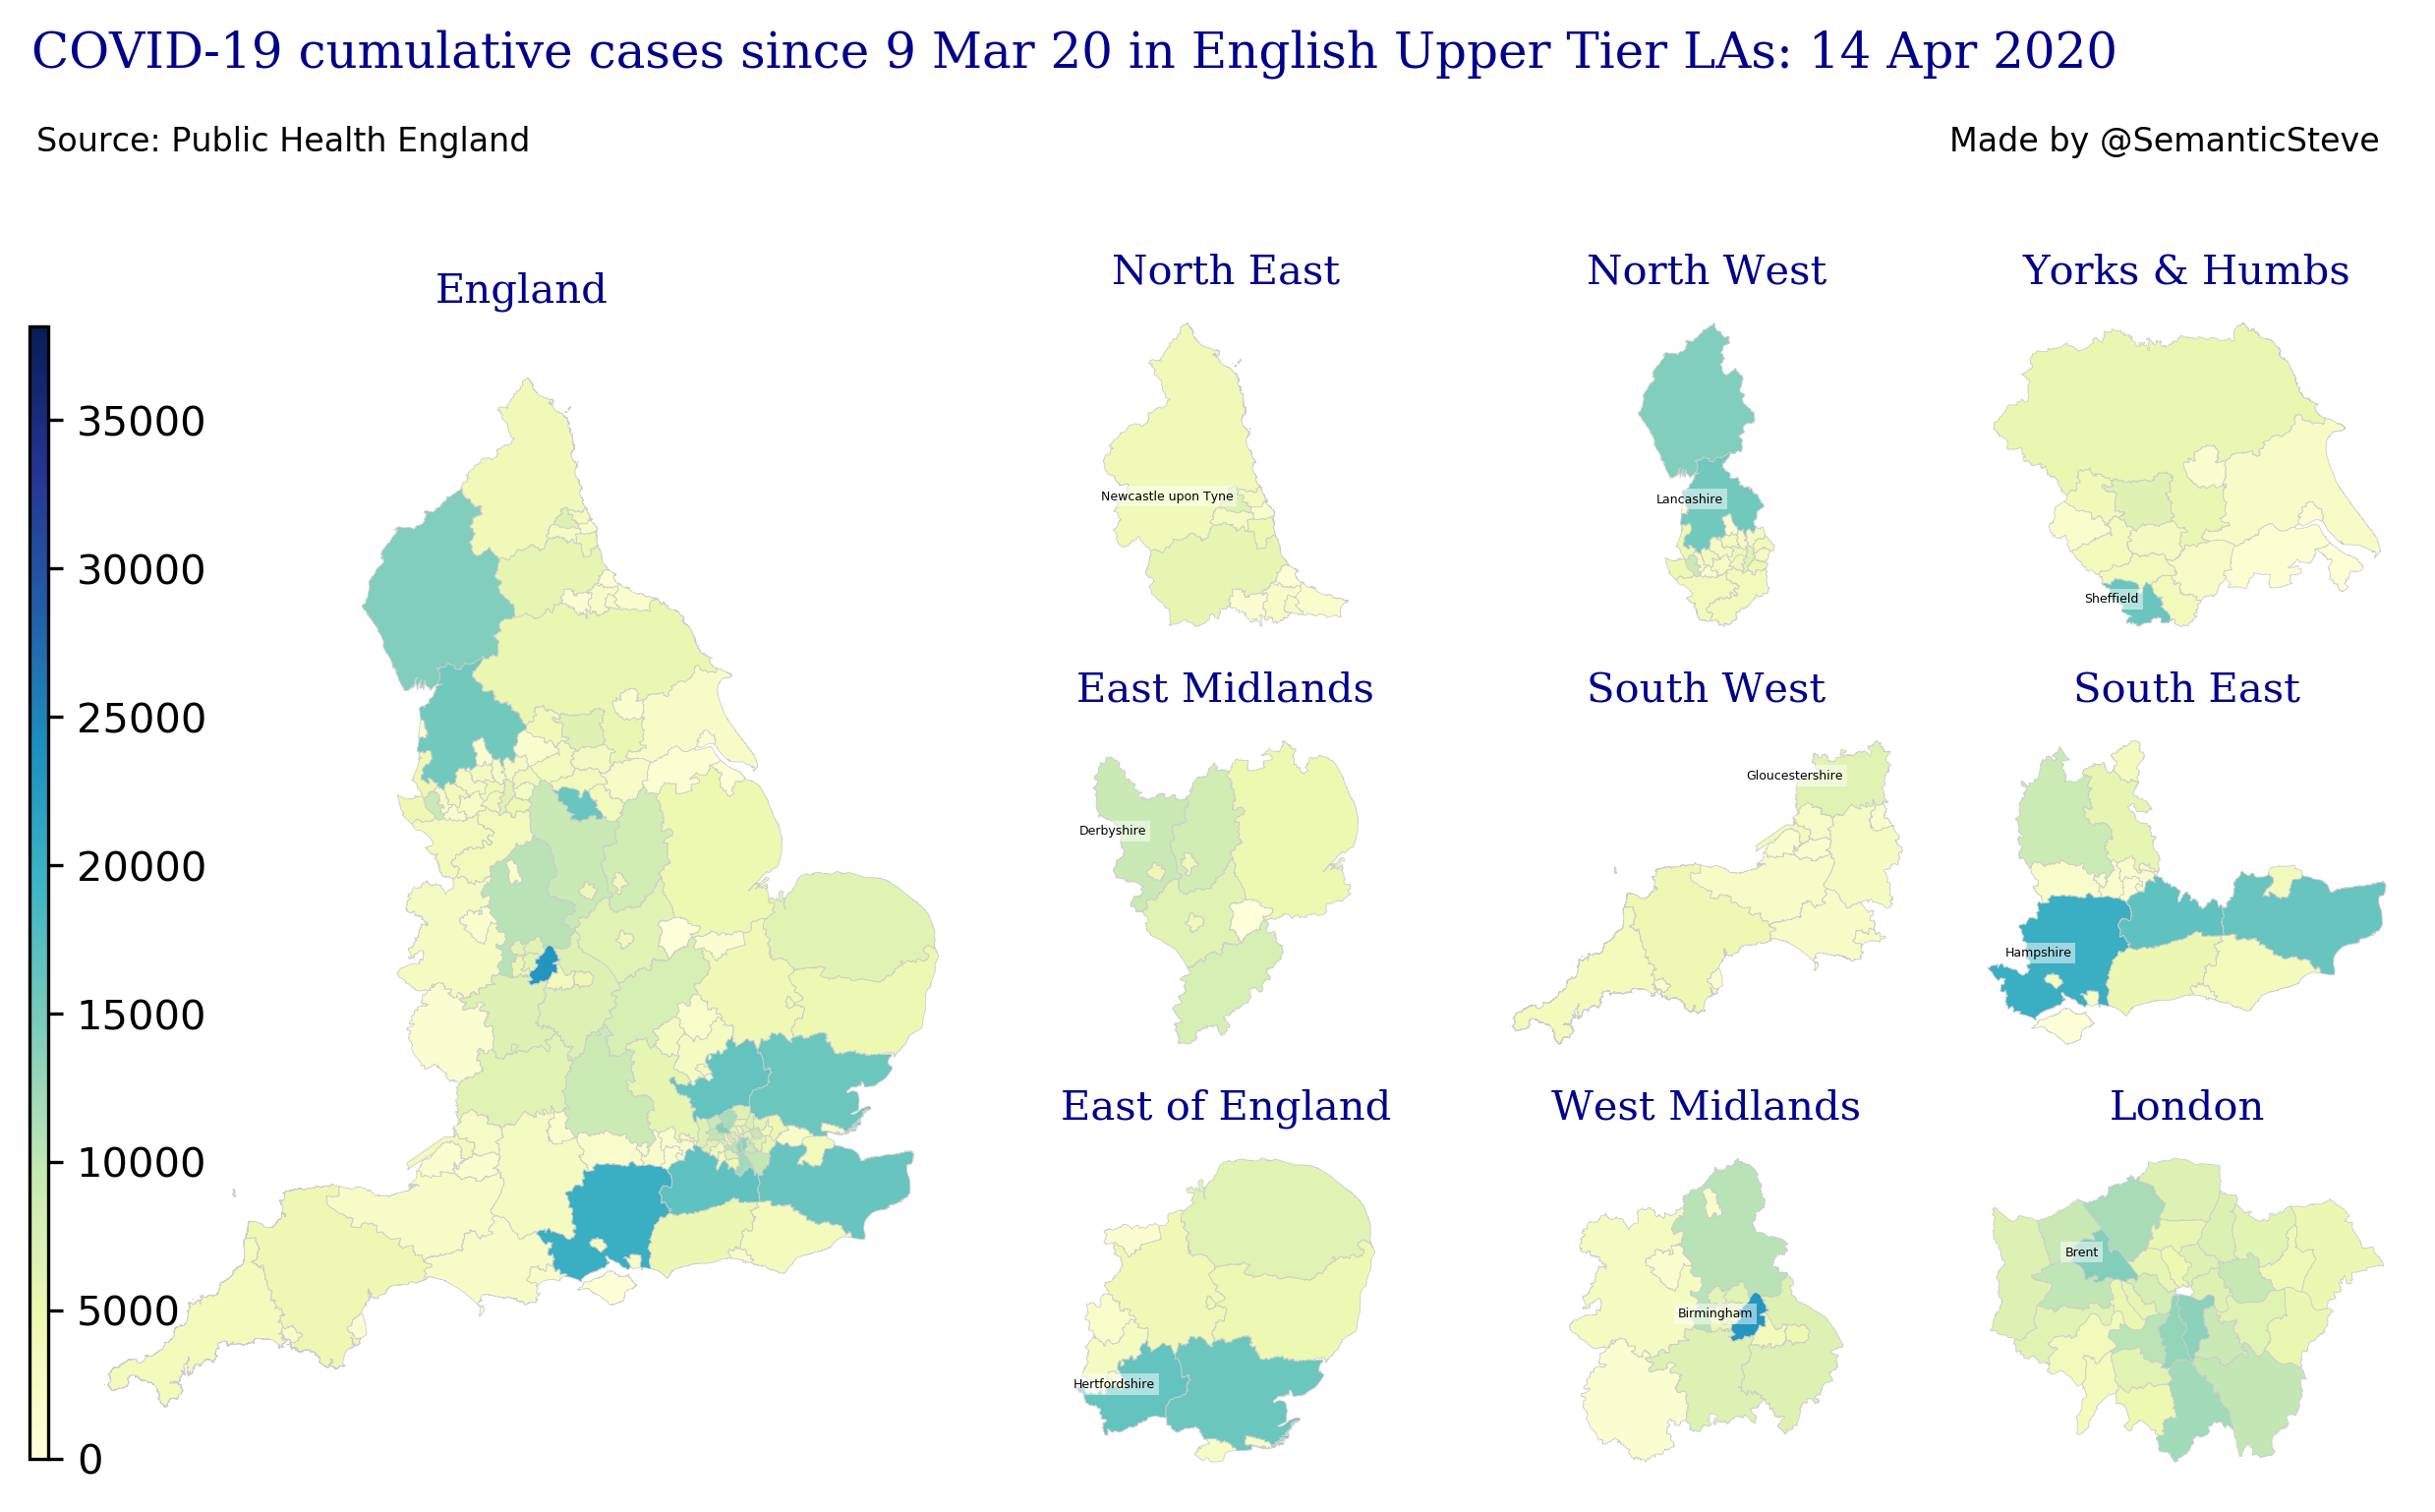 COVID-19 cumulative cases since 9 Mar 20 in English Upper Tier LAs: 14 Apr 2020
Source: Public Health England
Made by @SemanticSteve
England
North East
North West
Yorks & Humbs
35000
30000
25000
20000
15000
10000
5000
0
Newcastle upon Tyne
Lancashire
Sheffield
East Midlands
South West
South East
Derbyshire
Gloucestershire
Hampshire
East of England
West Midlands
London
Hertfordshire
Birmingham
Brent